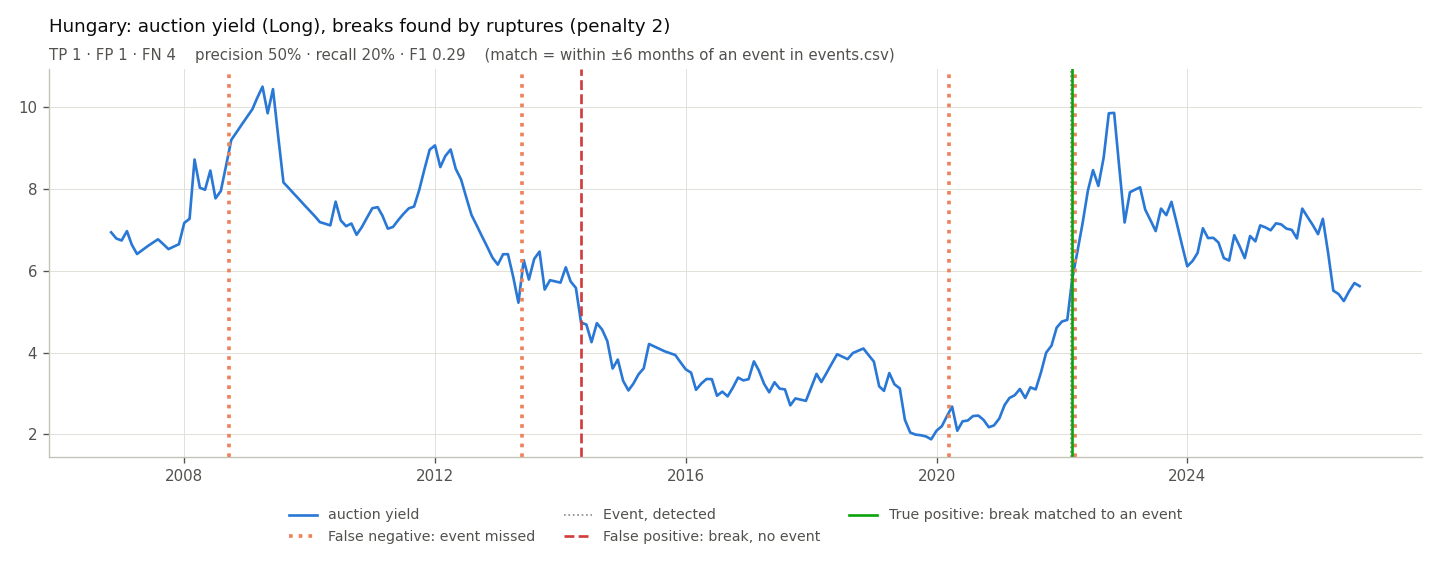 Hungary: auction yield (Long), breaks found by ruptures (penalty 2)
TP 1 · FP 1 · FN 4    precision 50% · recall 20% · F1 0.29    (match = within ±6 months of an event in events.csv)
10
8
6
4
2
2008 2012 2016 2020 2024
auction yield Event, detected True positive: break matched to an event
False negative: event missed False positive: break, no event